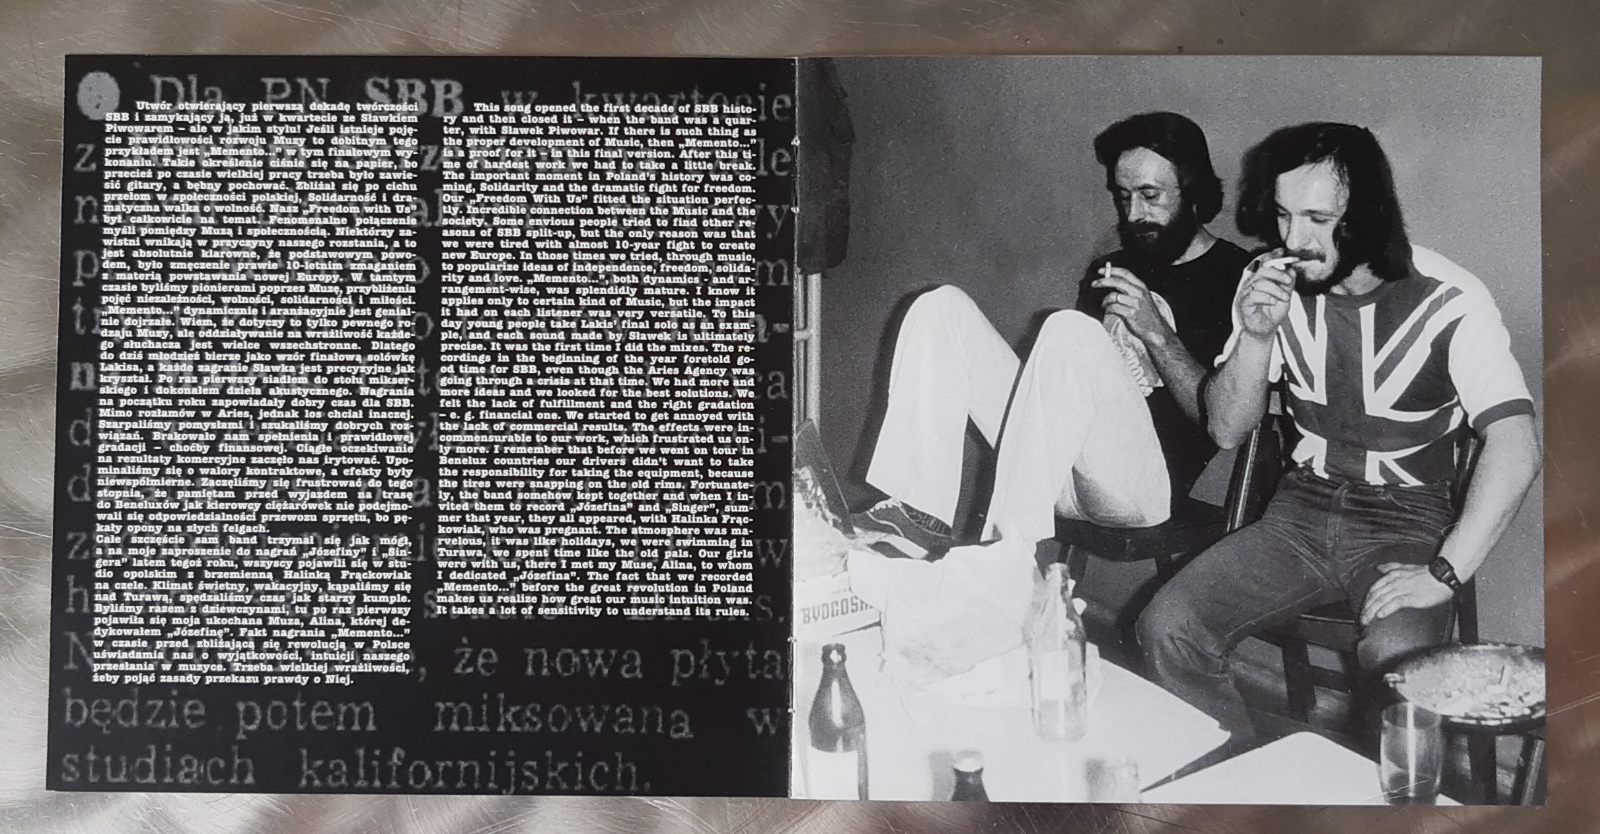 Utwór otwierający pierwszą dekadę twórczości
SBB i zamykający ją, już w kwartecie ze Sławkiem
Piwowarem – ale w jakim stylu! Jeśli istnieje poję-
cie prawidłowości rozwoju Muzy to dobitnym tego
przykładem jest „Memento...” w tym finałowym wy-
konaniu. Takie określenie ciśnie się na papier, bo
przecież po czasie wielkiej pracy trzeba było zawie-
sić gitary, a bębny pochować. Zbliżał się po cichu
przełom w społeczności polskiej, Solidarność i dra-
matyczna walka o wolność. Nasz „Freedom with Us”
był całkowicie na temat. Fenomenalne połączenie
myśli pomiędzy Muzą i społecznością. Niektórzy za-
wistni wnikają w przyczyny naszego rozstania, a to
jest absolutnie klarowne, że podstawowym powo-
dem, było zmęczenie prawie 10-letnim zmaganiem
z materią powstawania nowej Europy. W tamtym
czasie byliśmy pionierami poprzez Muzę, przybliżenia
pojęć niezależności, wolności, solidarności i miłości.
„Memento...” dynamicznie i aranżacyjnie jest genial-
nie dojrzałe. Wiem, że dotyczy to tylko pewnego ro-
dzaju Muzy, ale oddziaływanie na wrażliwość każde-
go słuchacza jest wielce wszechstronne. Dlatego
do dziś młodzież bierze jako wzór finałową solówkę
Lakisa, a każde zagranie Sławka jest precyzyjne jak
kryształ. Po raz pierwszy siadłem do stołu mikser-
skiego i dokonałem dzieła akustycznego. Nagrania
na początku roku zapowiadały dobry czas dla SBB.
Mimo rozłamów w Aries, jednak los chciał inaczej.
Szarpaliśmy pomysłami i szukaliśmy dobrych roz-
wiązań. Brakowało nam spełnienia i prawidłowej
gradacji – choćby finansowej. Ciągłe oczekiwanie
na rezultaty komercyjne zaczęło nas irytować. Upo-
minaliśmy się o walory kontraktowe, a efekty były
niewspółmierne. Zaczęliśmy się frustrować do tego
stopnia, że pamiętam przed wyjazdem na trasę
do Beneluxów jak kierowcy ciężarówek nie podejmo-
wali się odpowiedzialności przewozu sprzętu, bo pę-
kały opony na złych felgach.
Całe szczęście sam band trzymał się jak mógł,
a na moje zaproszenie do nagrań „Józefiny” i „Sin-
gera” latem tegoż roku, wszyscy pojawili się w stu-
dio opolskim z brzemienną Halinką Frąckowiak
na czele. Klimat świetny, wakacyjny, kąpaliśmy się
nad Turawą, spędzaliśmy czas jak starzy kumple.
Byliśmy razem z dziewczynami, tu po raz pierwszy
pojawiła się moja ukochana Muza, Alina, której de-
dykowałem „Józefinę”. Fakt nagrania „Memento...”
w czasie przed zbliżającą się rewolucją w Polsce
uświadamia nas o wyjątkowości, intuicji naszego
przesłania w muzyce. Trzeba wielkiej wrażliwości,
żeby pojąć zasady przekazu prawdy o Niej.
This song opened the first decade of SBB histo-
ry and then closed it – when the band was a quar-
ter, with Sławek Piwowar. If there is such thing as
the proper development of Music, then „Memento...”
is a proof for it – in this final version. After this ti-
me of hardest work we had to take a little break.
The important moment in Poland's history was co-
ming, Solidarity and the dramatic fight for freedom.
Our „Freedom With Us” fitted the situation perfec-
tly. Incredible connection between the Music and the
society. Some envious people tried to find other re-
asons of SBB split-up, but the only reason was that
we were tired with almost 10-year fight to create
new Europe. In those times we tried, through music,
to popularize ideas of independence, freedom, solida-
rity and love. „Memento...”, both dynamics - and ar-
rangement-wise, was splendidly mature. I know it
applies only to certain kind of Music, but the impact
it had on each listener was very versatile. To this
day young people take Lakis' final solo as an exam-
ple, and each sound made by Sławek is ultimately
precise. It was the first time I did the mixes. The re-
cordings in the beginning of the year foretold go-
od time for SBB, even though the Aries Agency was
going through a crisis at that time. We had more and
more ideas and we looked for the best solutions. We
felt the lack of fulfillment and the right gradation
– e. g. financial one. We started to get annoyed with
the lack of commercial results. The effects were in-
commensurable to our work, which frustrated us on-
ly more. I remember that before we went on tour in
Benelux countries our drivers didn't want to take
the responsibility for taking the equipment, because
the tires were snapping on the old rims. Fortunate-
ly, the band somehow kept together and when I in-
vited them to record „Józefina” and „Singer”, sum-
mer that year, they all appeared, with Halinka Frąc-
kowiak, who was pregnant. The atmosphere was ma-
rvelous, it was like holidays, we were swimming in
Turawa, we spent time like the old pals. Our girls
were with us, there I met my Muse, Alina, to whom
I dedicated „Józefina”. The fact that we recorded
„Memento...” before the great revolution in Poland
makes us realize how great our music intuition was.
It takes a lot of sensitivity to understand its rules.
Dla PN SBB w kwartecie
, że nowa płyta
będzie potem miksowana w
studiach kalifornijskich.